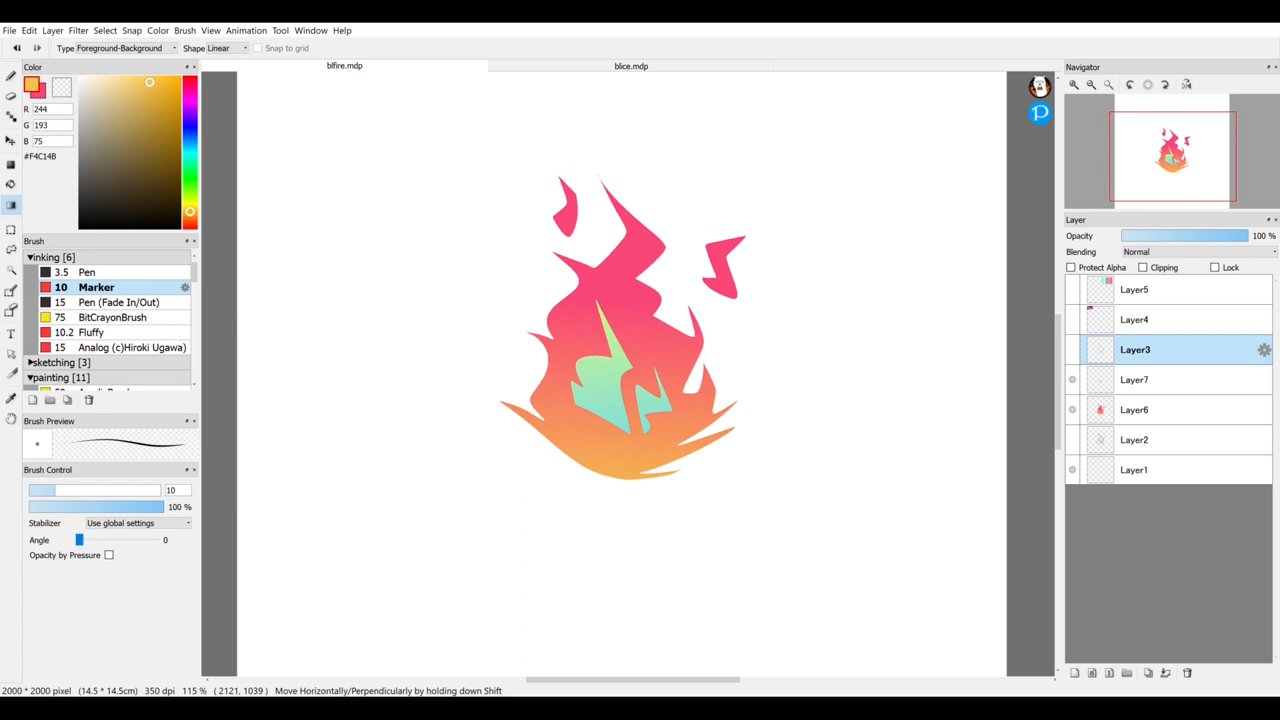 File Edit Layer Filter Select Snap Color Brush View Animation Tool Window Help
Type Foreground-Background Shape Linear Snap to grid
Color
blfire.mdp
blice.mdp
Navigator
R 244
G 193
B 75
#F4C14B
Brush
inking [6]
3.5 Pen
10 Marker
15 Pen (Fade In/Out)
75 BitCrayonBrush
10.2 Fluffy
15 Analog (c)Hiroki Ugawa)
sketching [3]
painting [11]
Brush Preview
Brush Control
10
100 %
Stabilizer Use global settings
Angle 0
Opacity by Pressure
Layer
Opacity 100 %
Blending Normal
Protect Alpha Clipping Lock
Layer5
Layer4
Layer3
Layer7
Layer6
Layer2
Layer1
2000 * 2000 pixel (14.5 * 14.5cm) 350 dpi 115 % ( 2121, 1039 ) Move Horizontally/Perpendicularly by holding down Shift